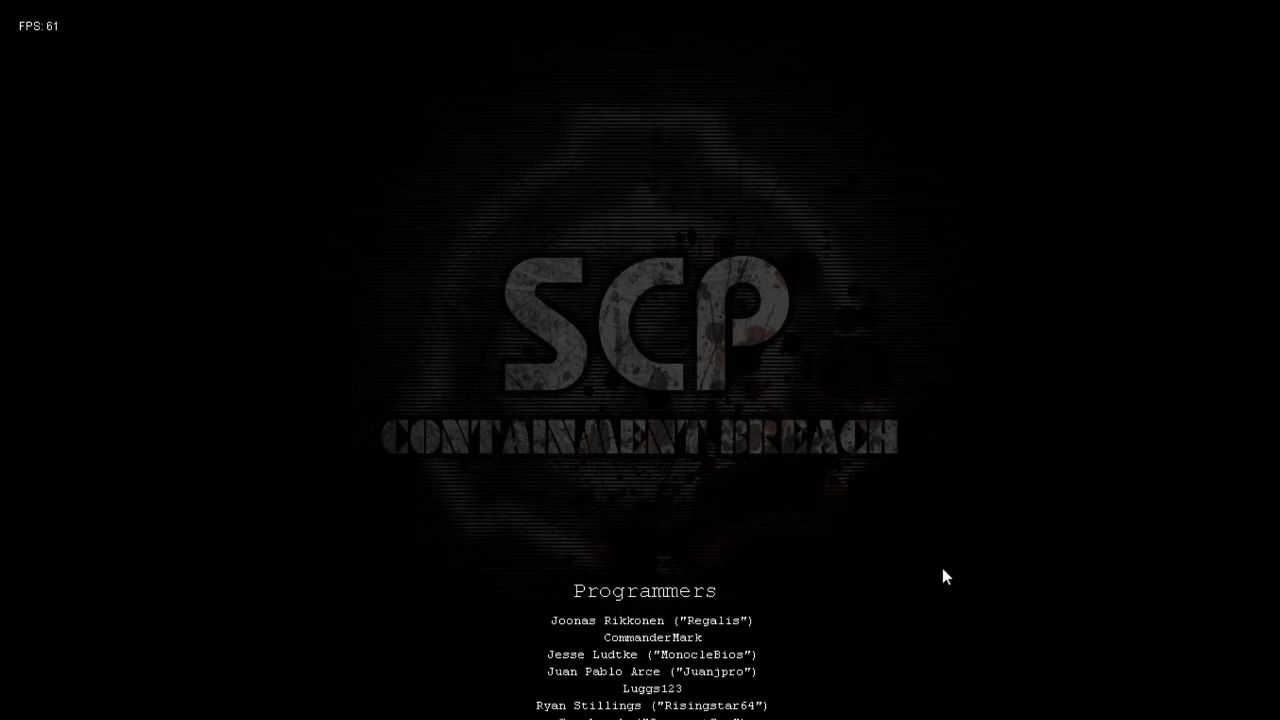 FPS: 61
SCP
CONTAINMENT BREACH
Programmers
Joonas Rikkonen ("Regalis")
CommanderMark
Jesse Ludtke ("MonocleBios")
Juan Pablo Arce ("Juanjpro")
Luggs123
Ryan Stillings ("Risingstar64")